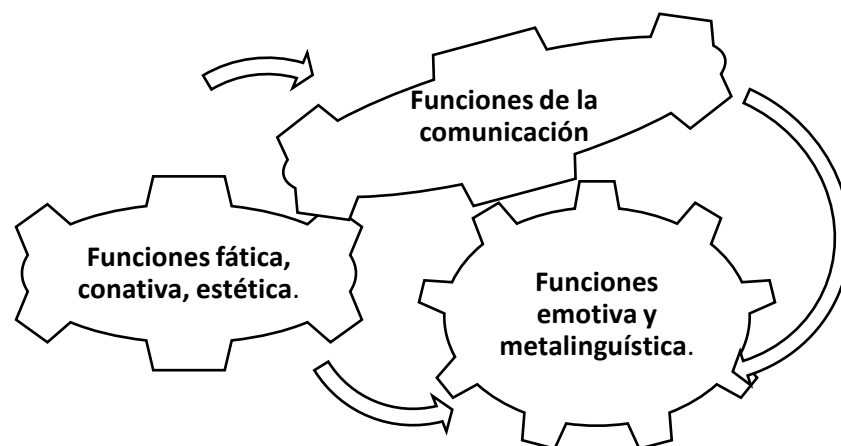 Funciones de la
comunicación
Funciones fática,
conativa, estética.
Funciones
emotiva y
metalinguística.